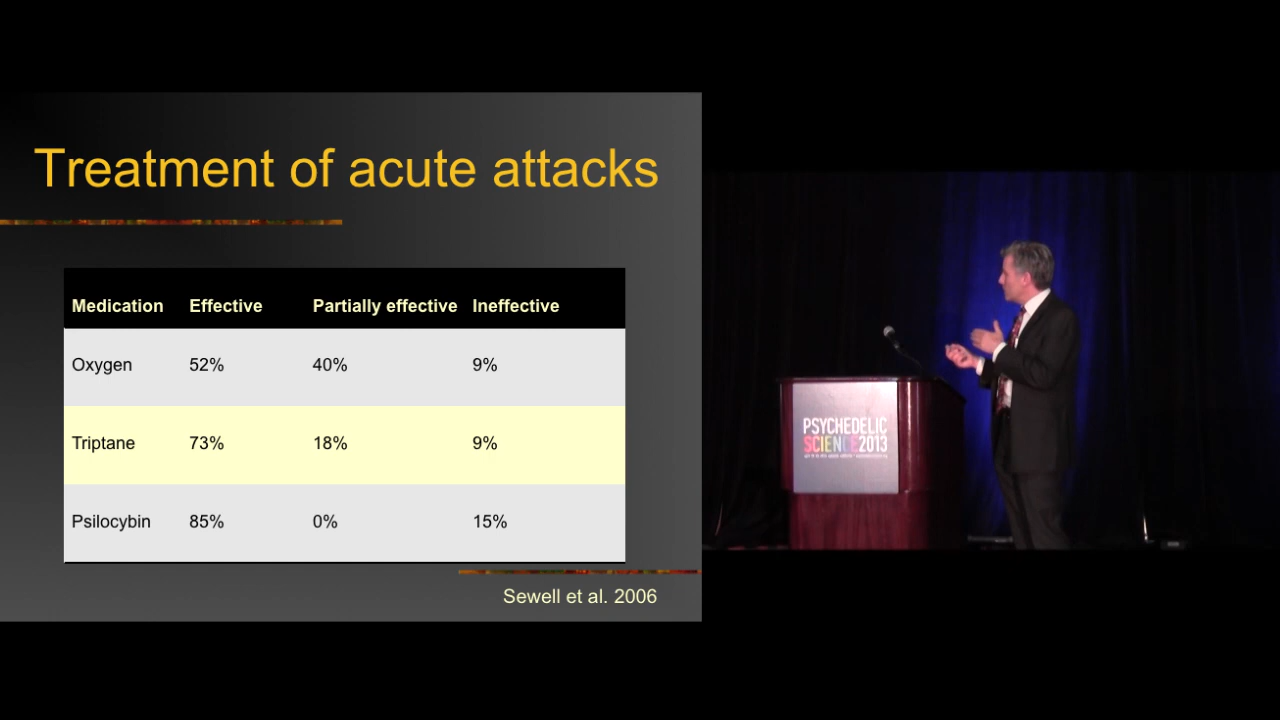 Treatment of acute attacks
Medication Effective Partially effective Ineffective
Oxygen 52% 40% 9%
Triptane 73% 18% 9%
Psilocybin 85% 0% 15%
Sewell et al. 2006
PSYCHEDELIC
SCIENCE2013